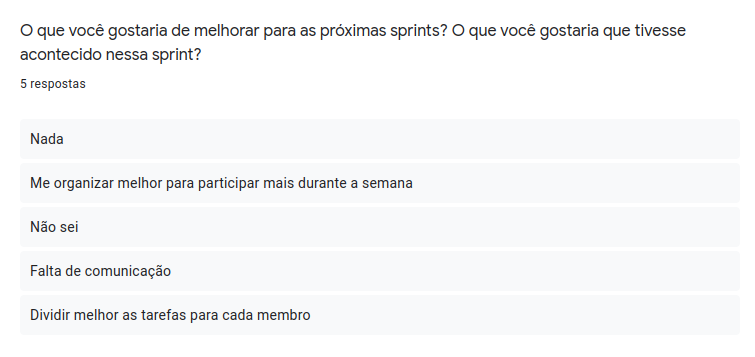 O que você gostaria de melhorar para as próximas sprints? O que você gostaria que tivesse
acontecido nessa sprint?
5 respostas
Nada
Me organizar melhor para participar mais durante a semana
Não sei
Falta de comunicação
Dividir melhor as tarefas para cada membro